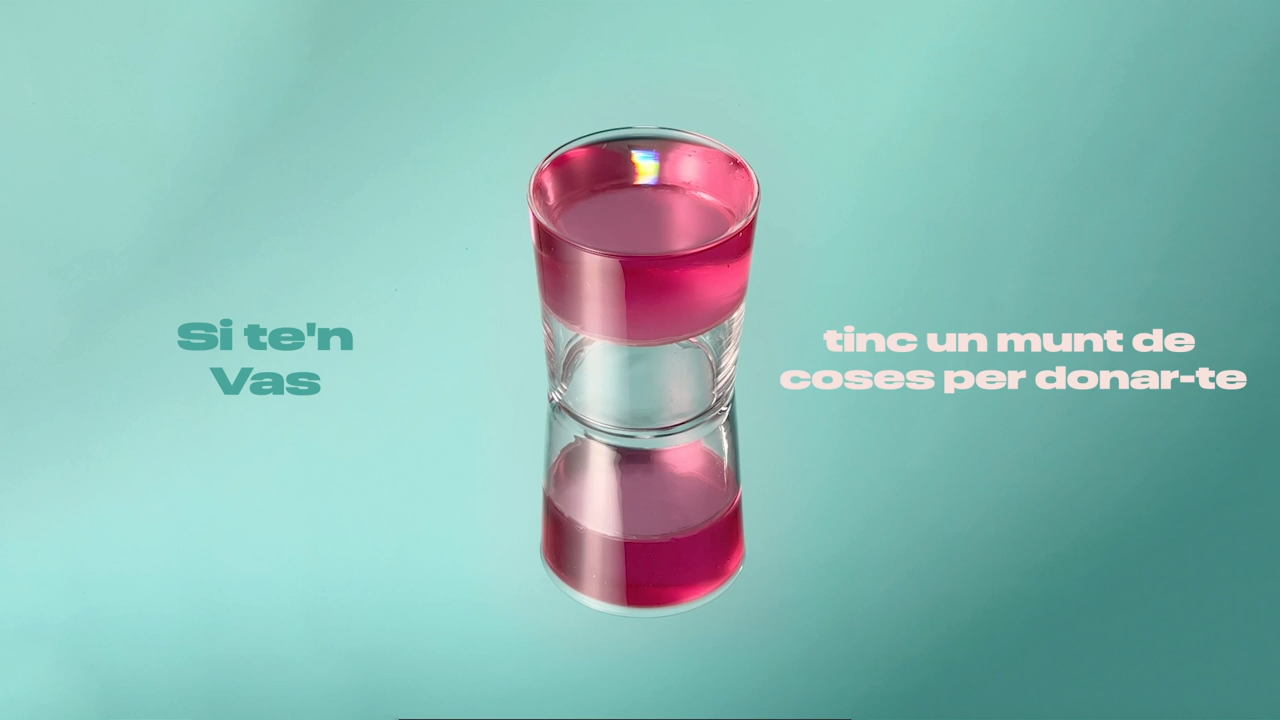 Si te'n
Vas
tinc un munt de
coses per donar-te